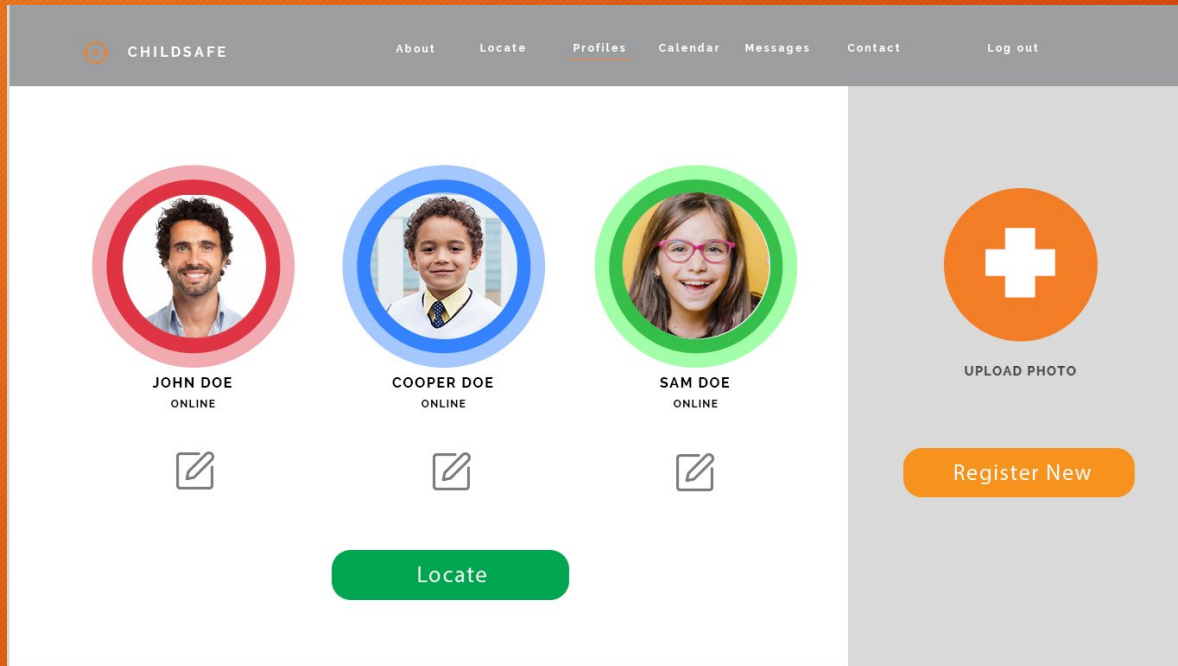 CHILDSAFE
About
Locate
Profiles
Calendar
Messages
Contact
Log out
JOHN DOE
ONLINE
COOPER DOE
ONLINE
SAM DOE
ONLINE
Locate
UPLOAD PHOTO
Register New